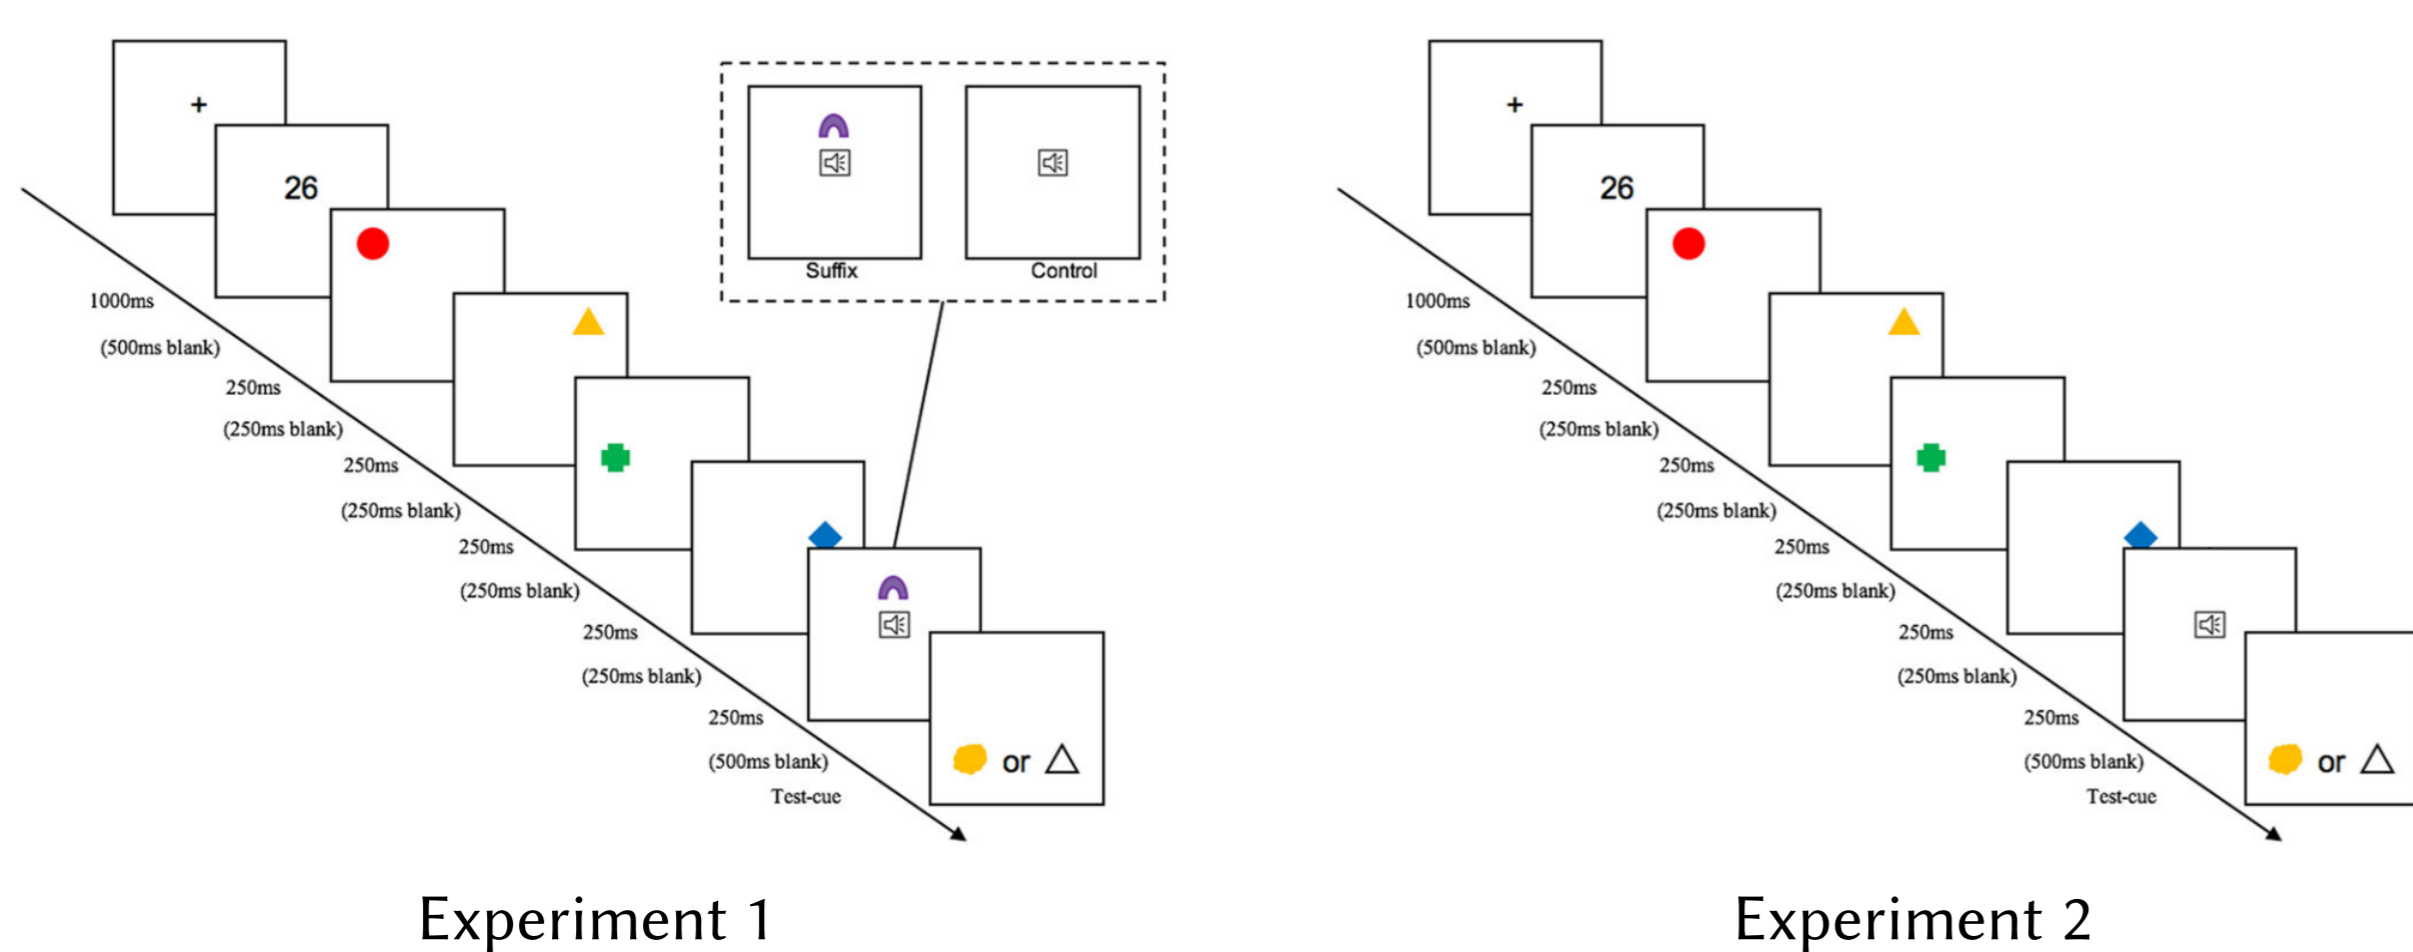 +
26
Suffix
Control
1000ms
(500ms blank)
250ms
(250ms blank)
250ms
(250ms blank)
250ms
(250ms blank)
250ms
(250ms blank)
250ms
(500ms blank)
Test-cue
or
Experiment 1
+
26
1000ms
(500ms blank)
250ms
(250ms blank)
250ms
(250ms blank)
250ms
(250ms blank)
250ms
(250ms blank)
250ms
(500ms blank)
Test-cue
or
Experiment 2